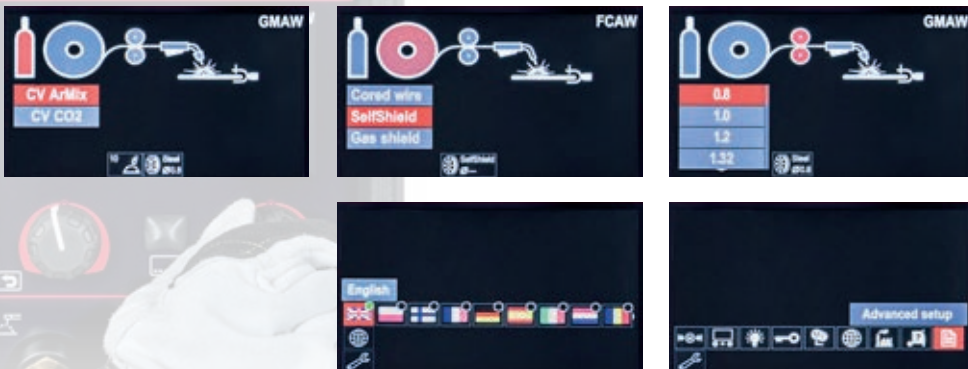 GMAW
CV ArMix
CV CO2
10
Steel
Ø0.8
FCAW
Cored wire
SelfShield
Gas shield
SelfShield
Ø---
GMAW
0.8
1.0
1.2
1.32
Steel
Ø0.8
English
Advanced setup